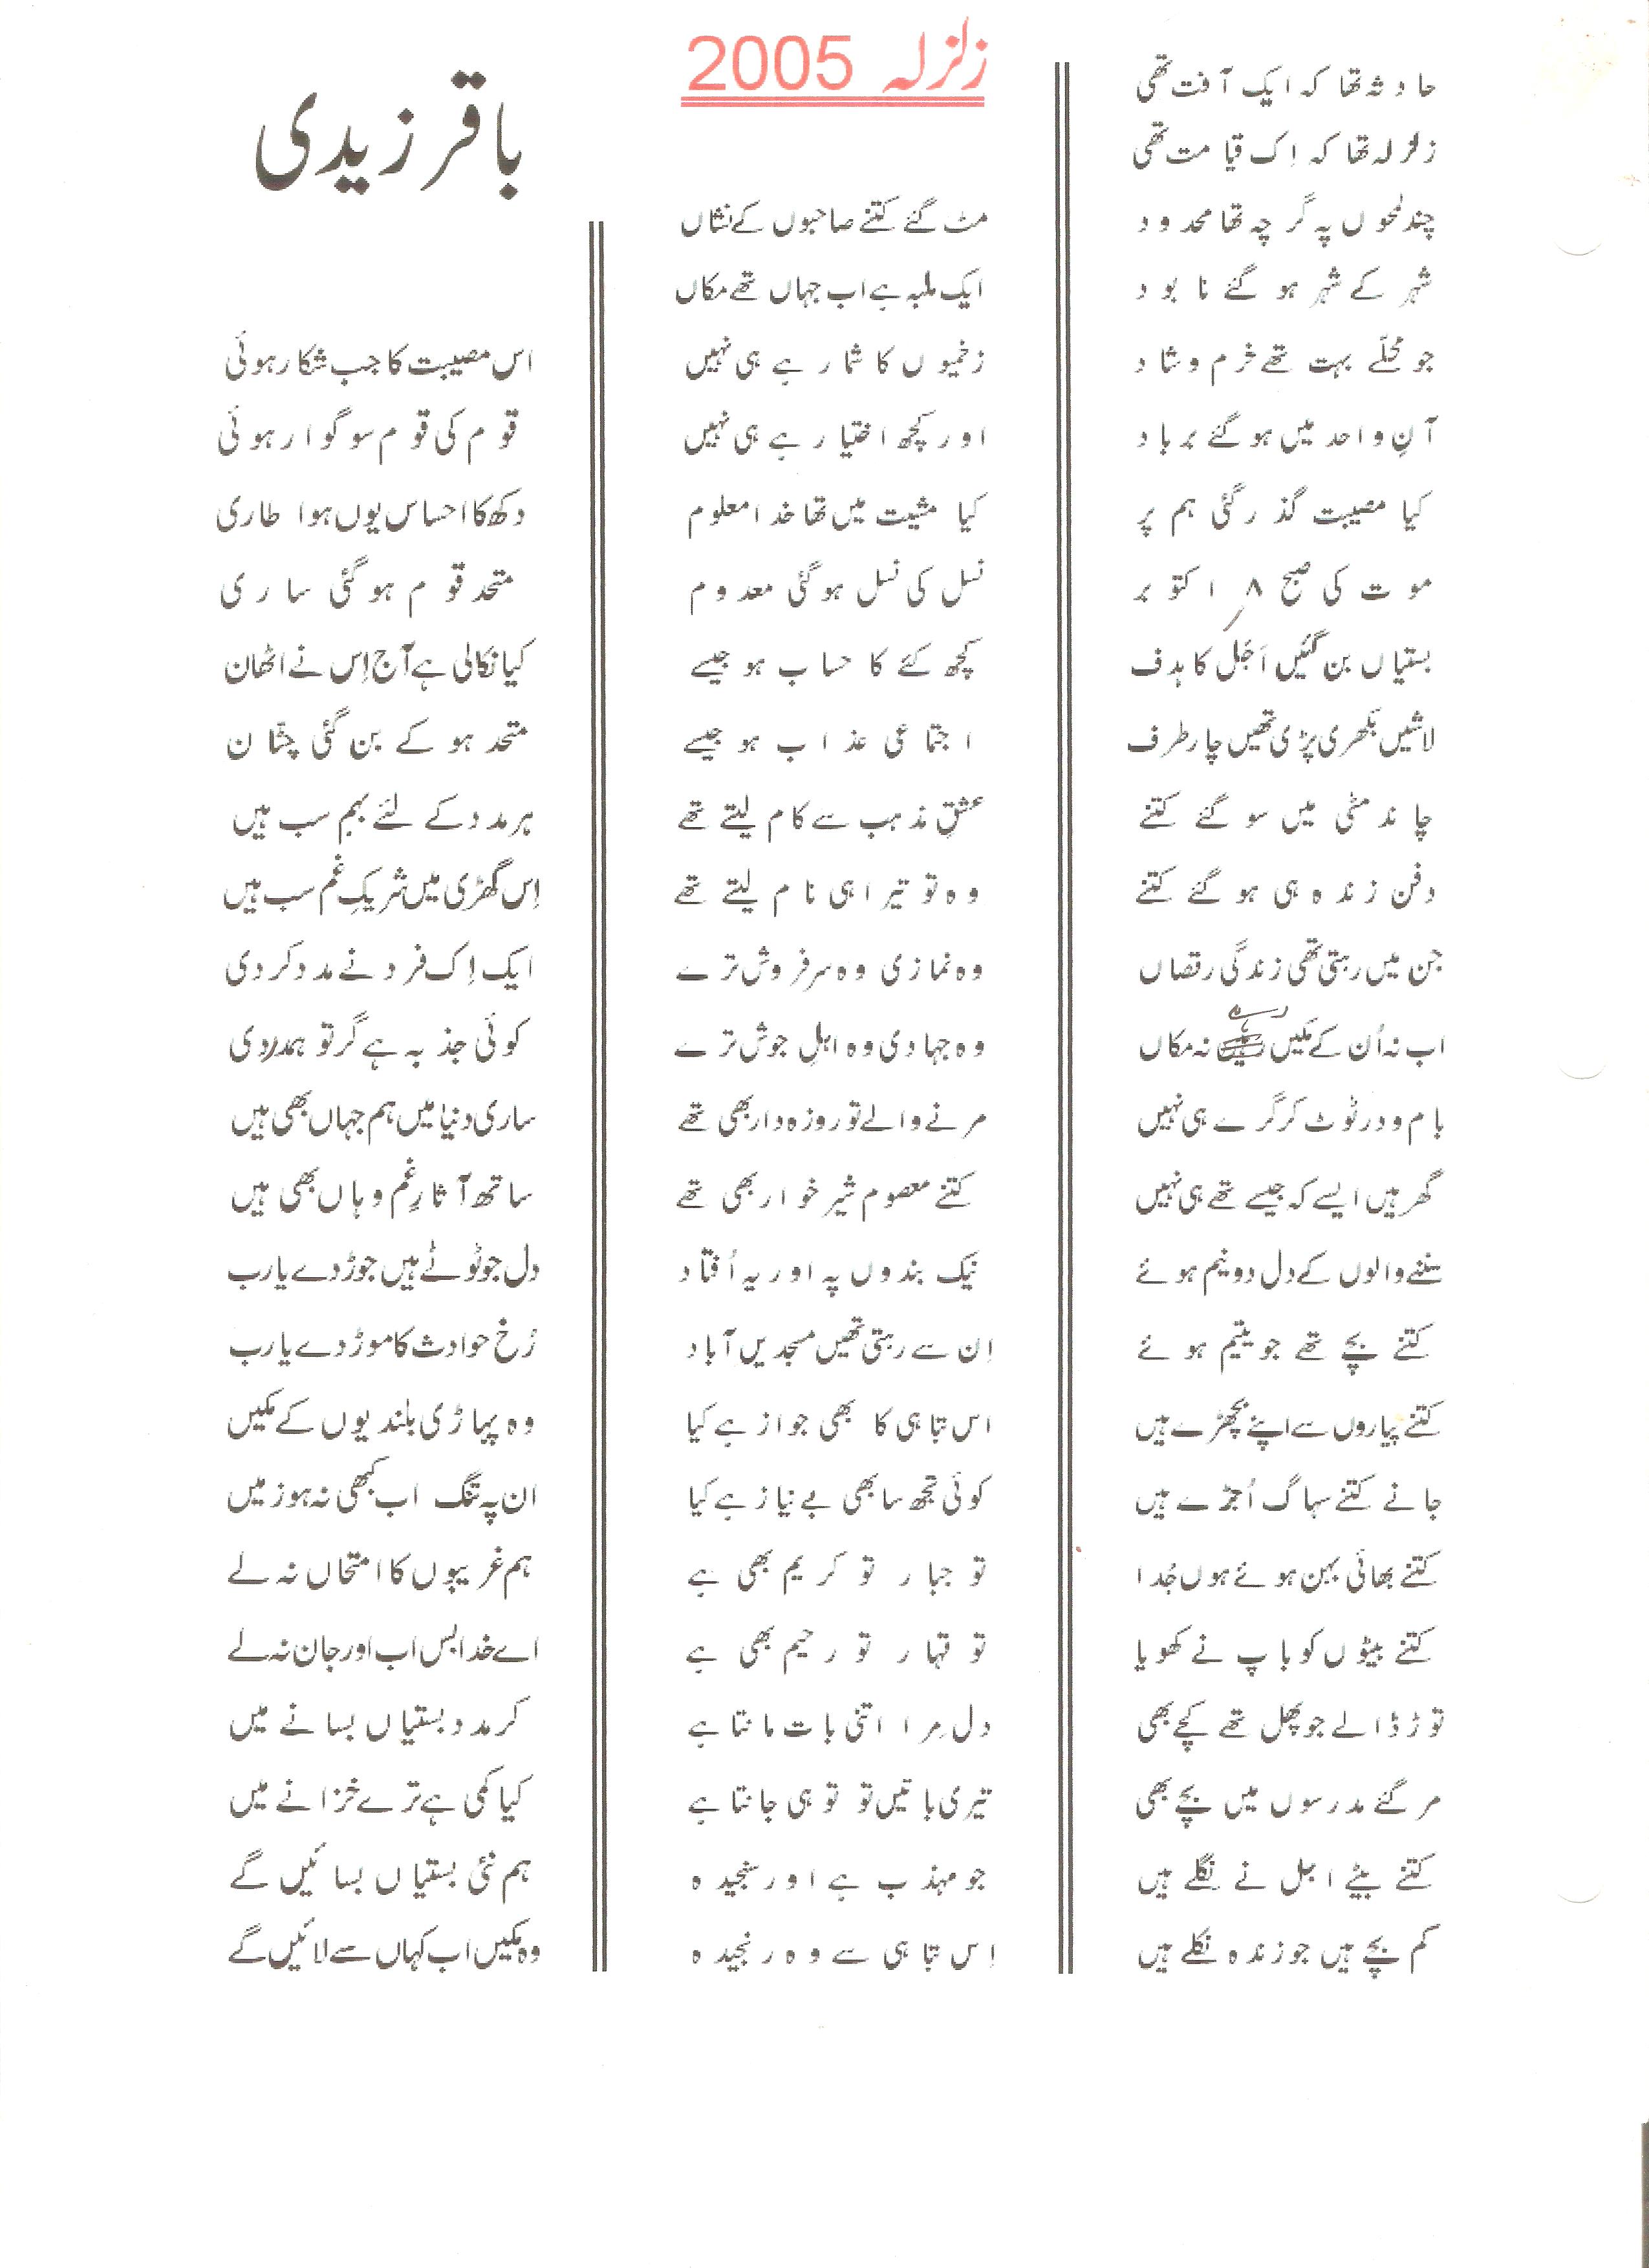 زلزلہ 2005
باقر زیدی
حادثہ تھا کہ ایک آفت تھی
زلزلہ تھا کہ اِک قیامت تھی
چند لمحوں پہ گرچہ تھا محدود
شہر کے شہر ہو گئے نابود
جو محلّے بہت تھے خرم و شاد
آنِ واحد میں ہو گئے برباد
کیا مصیبت گذر گئی ہم پر
موت کی صبح ۸؍ اکتوبر
بستیاں بن گئیں اَجَل کا ہدف
لاشیں بکھری پڑی تھیں چار طرف
چاند مٹی میں سو گئے کتنے
دفن زندہ ہی ہو گئے کتنے
جن میں رہتی تھی زندگی رقصاں
اب نہ اُن کے مکیں رہے نہ مکاں
بام و در ٹوٹ کر گرے ہی نہیں
گھر ہیں ایسے کہ جیسے تھے ہی نہیں
سننے والوں کے دل دو نیم ہوئے
کتنے بچے تھے جو یتیم ہوئے
کتنے پیاروں سے اپنے بچھڑے ہیں
جانے کتنے سہاگ اُجڑے ہیں
کتنے بھائی بہن ہوئے ہوں جُدا
کتنے بیٹوں کو باپ نے کھویا
توڑ ڈالے جو پھل تھے کچے بھی
مر گئے مدرسوں میں بچے بھی
کتنے بیٹے اجل نے نگلے ہیں
کم بچے ہیں جو زندہ نکلے ہیں
مٹ گئے کتنے صاحبوں کے نشاں
ایک ملبہ ہے اب جہاں تھے مکاں
زخمیوں کا شمار ہے ہی نہیں
اور کچھ اختیار ہے ہی نہیں
کیا مشیت میں تھا خدا معلوم
نسل کی نسل ہو گئی معدوم
کچھ کئے کا حساب ہو جیسے
اجتماعی عذاب ہو جیسے
عشقِ مذہب سے کام لیتے تھے
وہ تو تیرا ہی نام لیتے تھے
وہ نمازی وہ سرفروش ترے
وہ جہادی وہ اہلِ جوش ترے
مرنے والے تو روزہ دار بھی تھے
کتنے معصوم شیر خوار بھی تھے
نیک بندوں پہ اور یہ اُفتاد
اِن سے رہتی تھیں مسجدیں آباد
اس تباہی کا بھی جواز ہے کیا
کوئی تجھ سا بھی بے نیاز ہے کیا
تو جبار تو کریم بھی ہے
تو قہار تو رحیم بھی ہے
دل مِرا اتنی بات مانتا ہے
تیری باتیں تو تو ہی جانتا ہے
جو مہذب ہے اور سنجیدہ
اِس تباہی سے وہ رنجیدہ
اس مصیبت کا جب شکار ہوئی
قوم کی قوم سوگوار ہوئی
دکھ کا احساس یوں ہوا طاری
متحد قوم ہو گئی ساری
کیا نکالی ہے آج اِس نے اٹھان
متحد ہو کے بن گئی چٹان
ہر مدد کے لئے بہم سب ہیں
اِس گھڑی میں شریکِ غم سب ہیں
ایک اِک فرد نے مدد کر دی
کوئی جذبہ ہے گر تو ہمدردی
ساری دنیا میں ہم جہاں بھی ہیں
ساتھ آثارِ غم وہاں بھی ہیں
دل جو ٹوٹے ہیں جوڑ دے یا رب
رُخ حوادث کا موڑ دے یا رب
وہ پہاڑی بلندیوں کے مکیں
ان پہ تنگ اب کبھی نہ ہو زمیں
ہم غریبوں کا امتحاں نہ لے
اے خدا بس اب اور جان نہ لے
کر مدد بستیاں بسانے میں
کیا کمی ہے ترے خزانے میں
ہم نئی بستیاں بسائیں گے
وہ مکیں اب کہاں سے لائیں گے